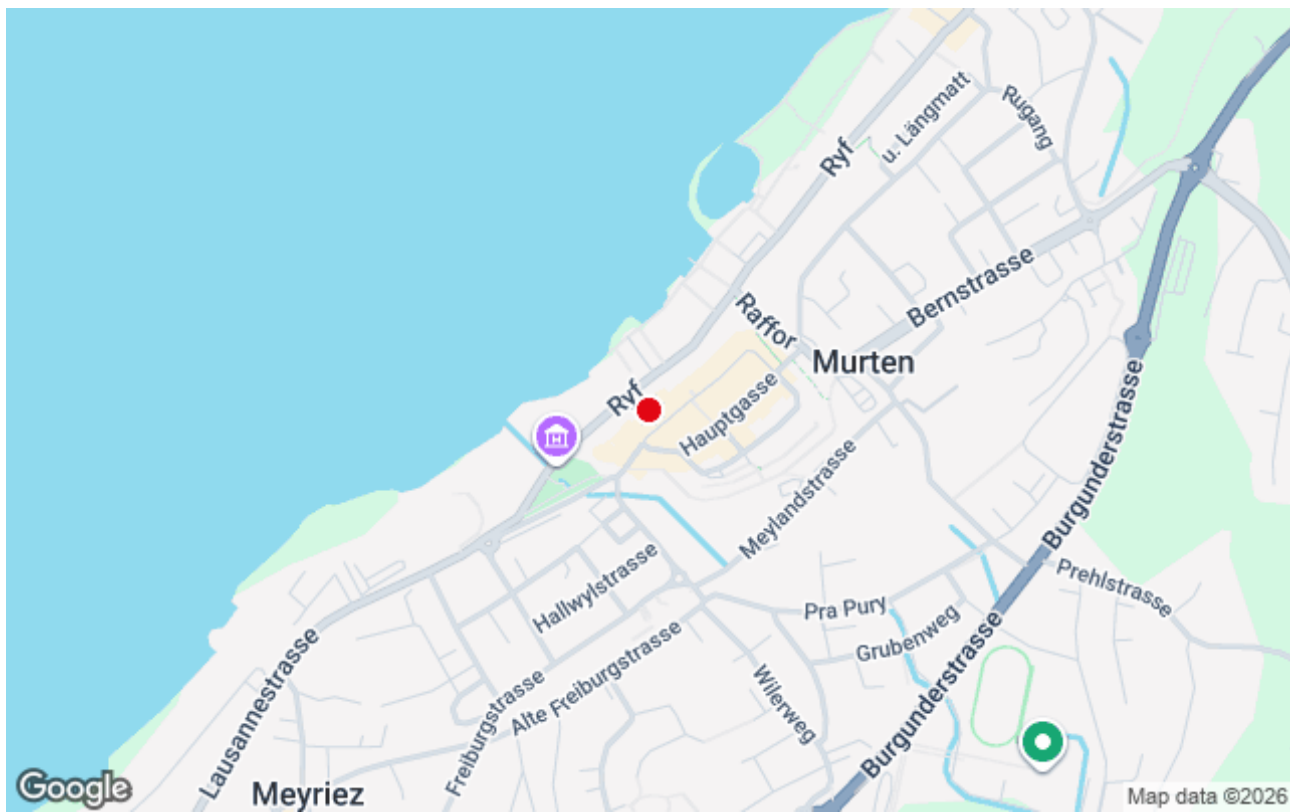 Ryf
u. Längmatt
Rugang
Bernstrasse
Raffor
Murten
Ryf
Hauptgasse
H
Meylandstrasse
Burgunderstrasse
Prehlstrasse
Hallwylstrasse
Pra Pury
Grubenweg
Lausannestrasse
Freiburgstrasse
Alte Freiburgstrasse
Wilerweg
Burgunderstrasse
Meyriez
Google
Map data ©2026